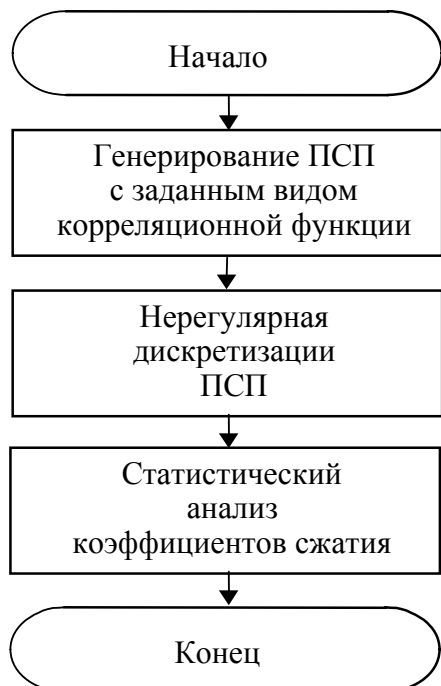 Начало
Генерирование ПСП
с заданным видом
корреляционной функции
Нерегулярная
дискретизации
ПСП
Статистический
анализ
коэффициентов сжатия
Конец